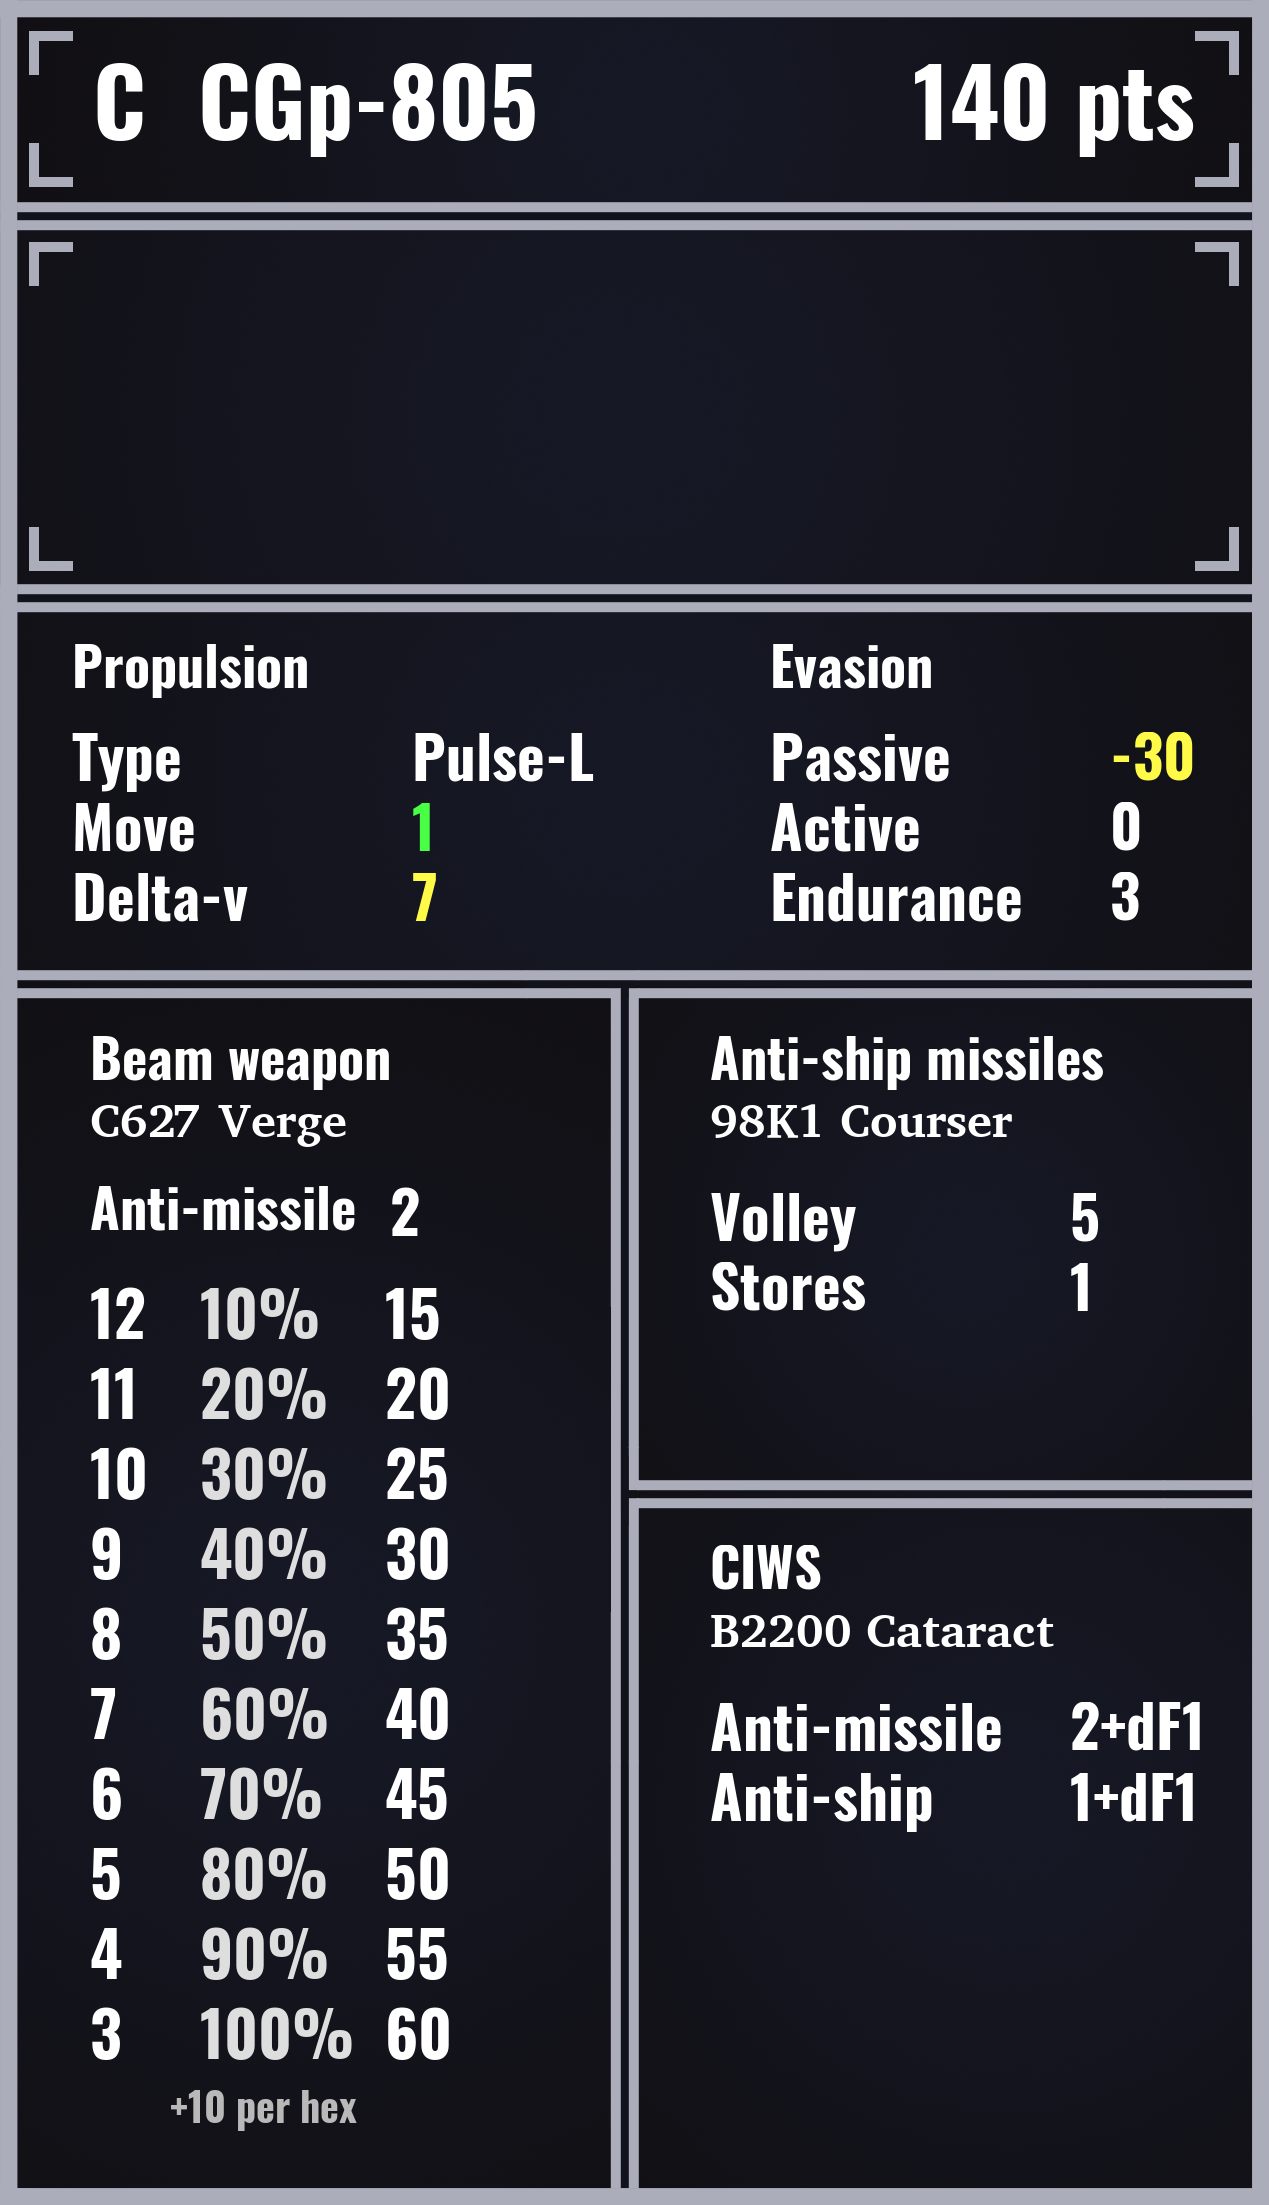 C CGp-805 140 pts
Propulsion
Type Pulse-L
Move 1
Delta-v 7
Evasion
Passive -30
Active 0
Endurance 3
Beam weapon
C627 Verge
Anti-missile 2
12 10% 15
11 20% 20
10 30% 25
9 40% 30
8 50% 35
7 60% 40
6 70% 45
5 80% 50
4 90% 55
3 100% 60
+10 per hex
Anti-ship missiles
98K1 Courser
Volley 5
Stores 1
CIWS
B2200 Cataract
Anti-missile 2+dF1
Anti-ship 1+dF1